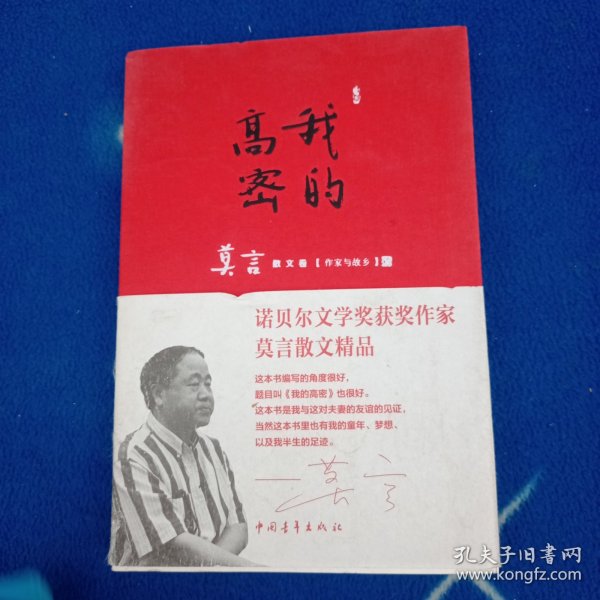 我的
高密
莫言 散文卷【作家与故乡】
诺贝尔文学奖获奖作家
莫言散文精品
这本书编写的角度很好，
题目叫《我的高密》也很好。
这本书是我与这对夫妻的友谊的见证，
当然这本书里也有我的童年、梦想、
以及我半生的足迹。
——莫言
中国青年出版社
孔夫子旧书网
www.kongfz.com